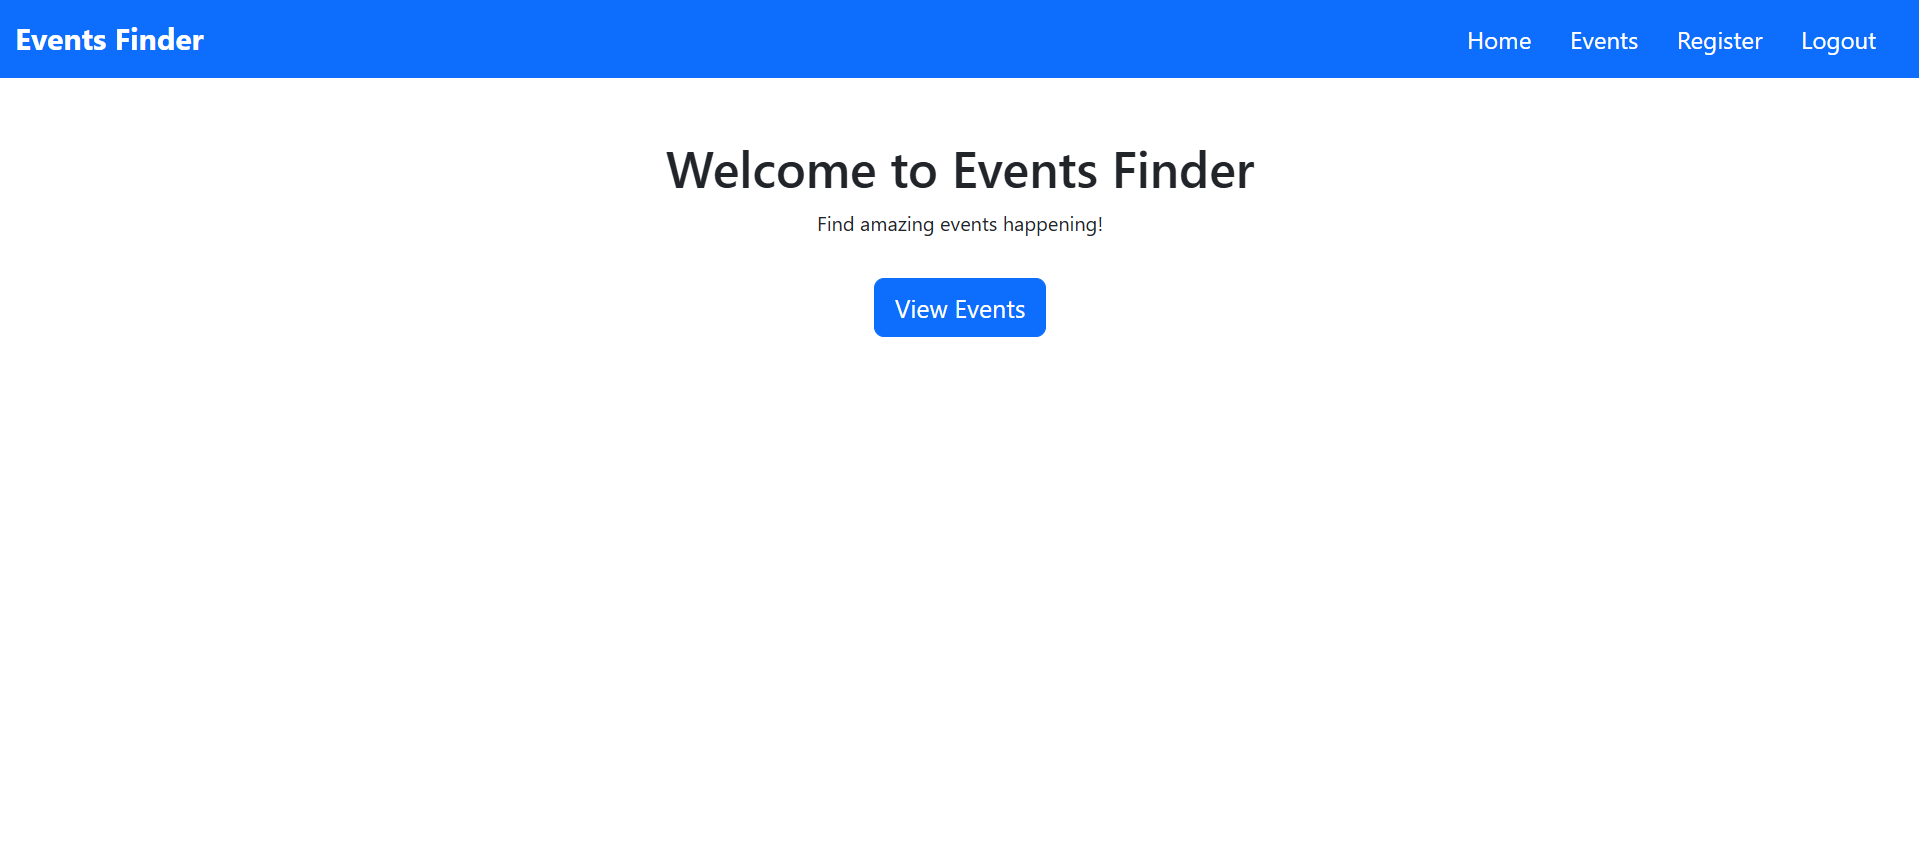 Events Finder
Home Events Register Logout
Welcome to Events Finder
Find amazing events happening!
View Events